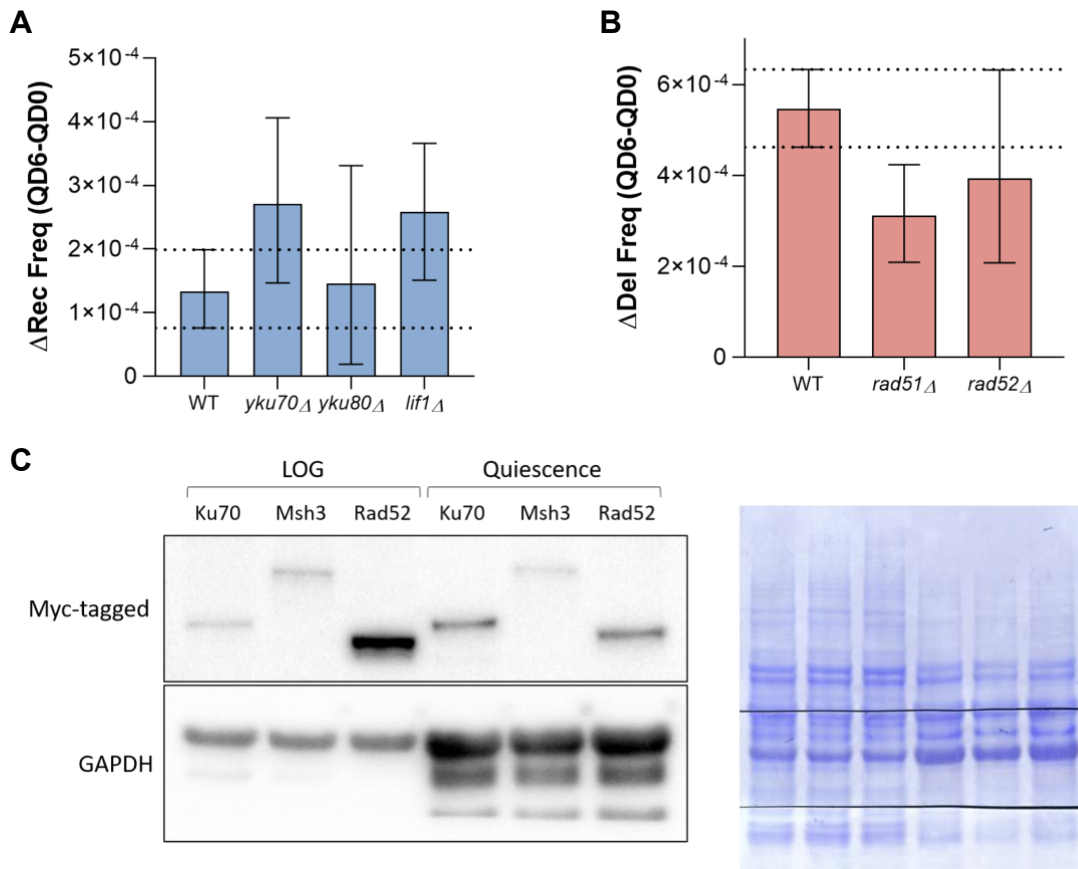 A
ΔRec Freq (QD6-QD0)
5×10⁻⁴
4×10⁻⁴
3×10⁻⁴
2×10⁻⁴
1×10⁻⁴
0
WT yku70Δ yku80Δ lif1Δ
B
ΔDel Freq (QD6-QD0)
6×10⁻⁴
4×10⁻⁴
2×10⁻⁴
0
WT rad51Δ rad52Δ
C
LOG Quiescence
Ku70 Msh3 Rad52 Ku70 Msh3 Rad52
Myc-tagged
GAPDH